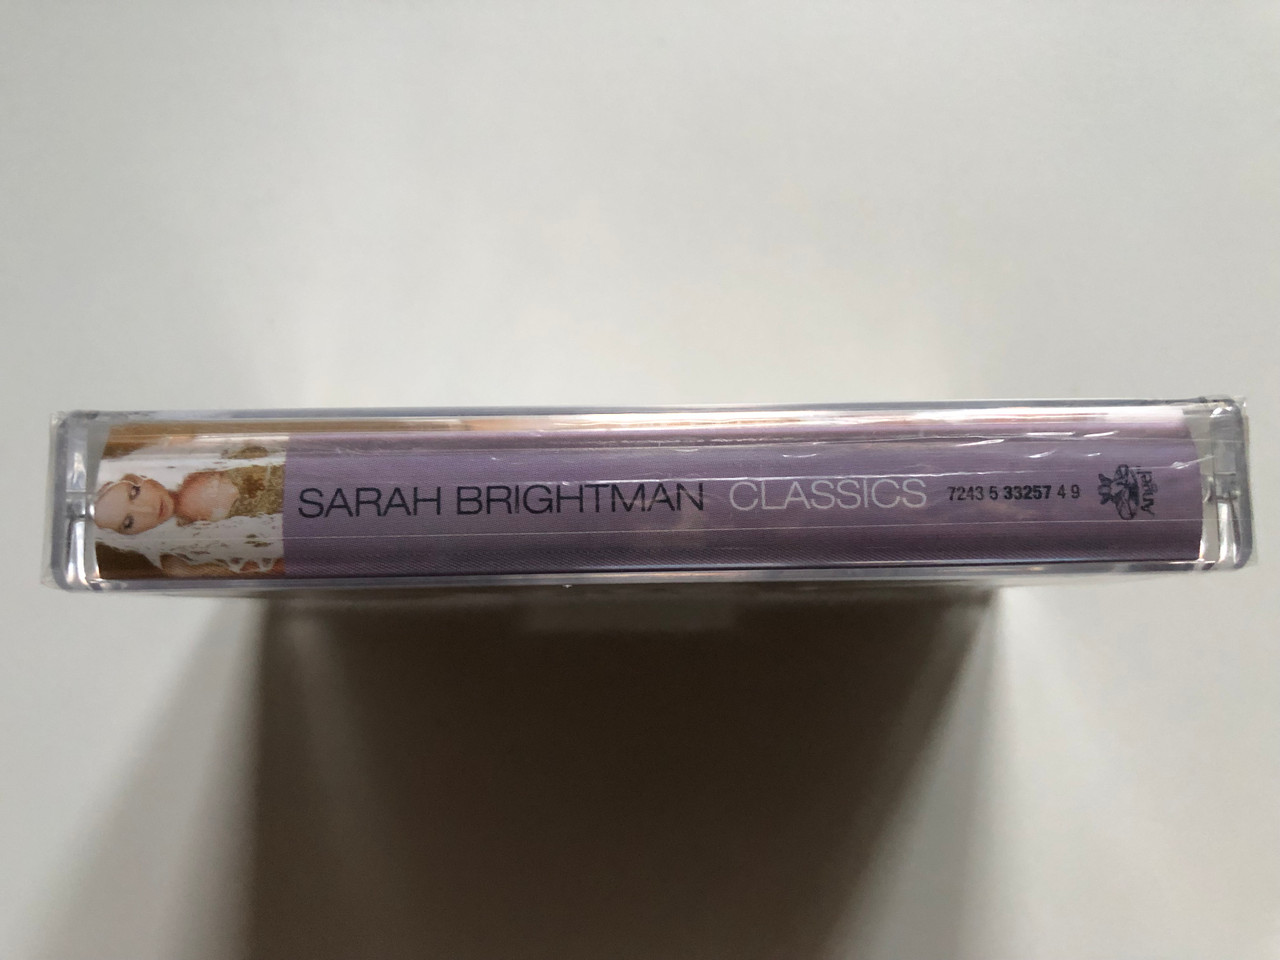 SARAH BRIGHTMAN CLASSICS 7243 5 33257 4 9
Angel